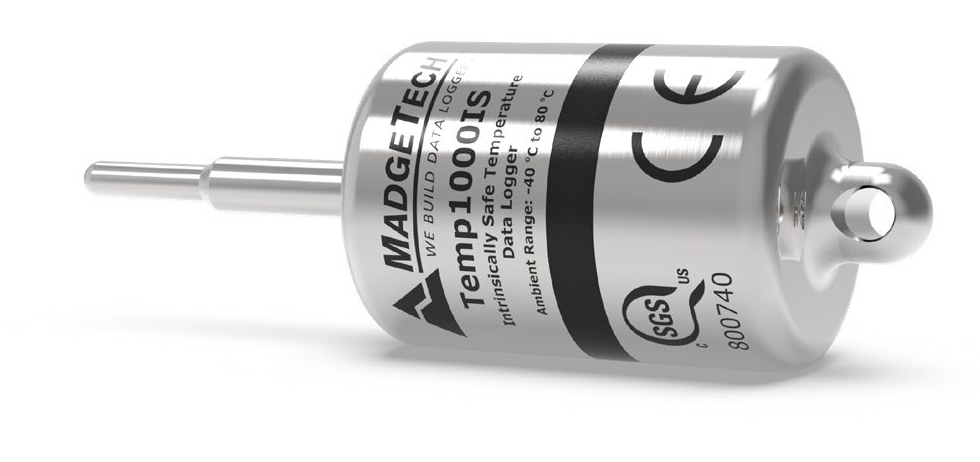 MADGETECH
WE BUILD DATA LOGGERS
Temp1000IS
Intrinsically Safe Temperature
Data Logger
Ambient Range: -40 °C to 80 °C
CE
SGS
C US
800740